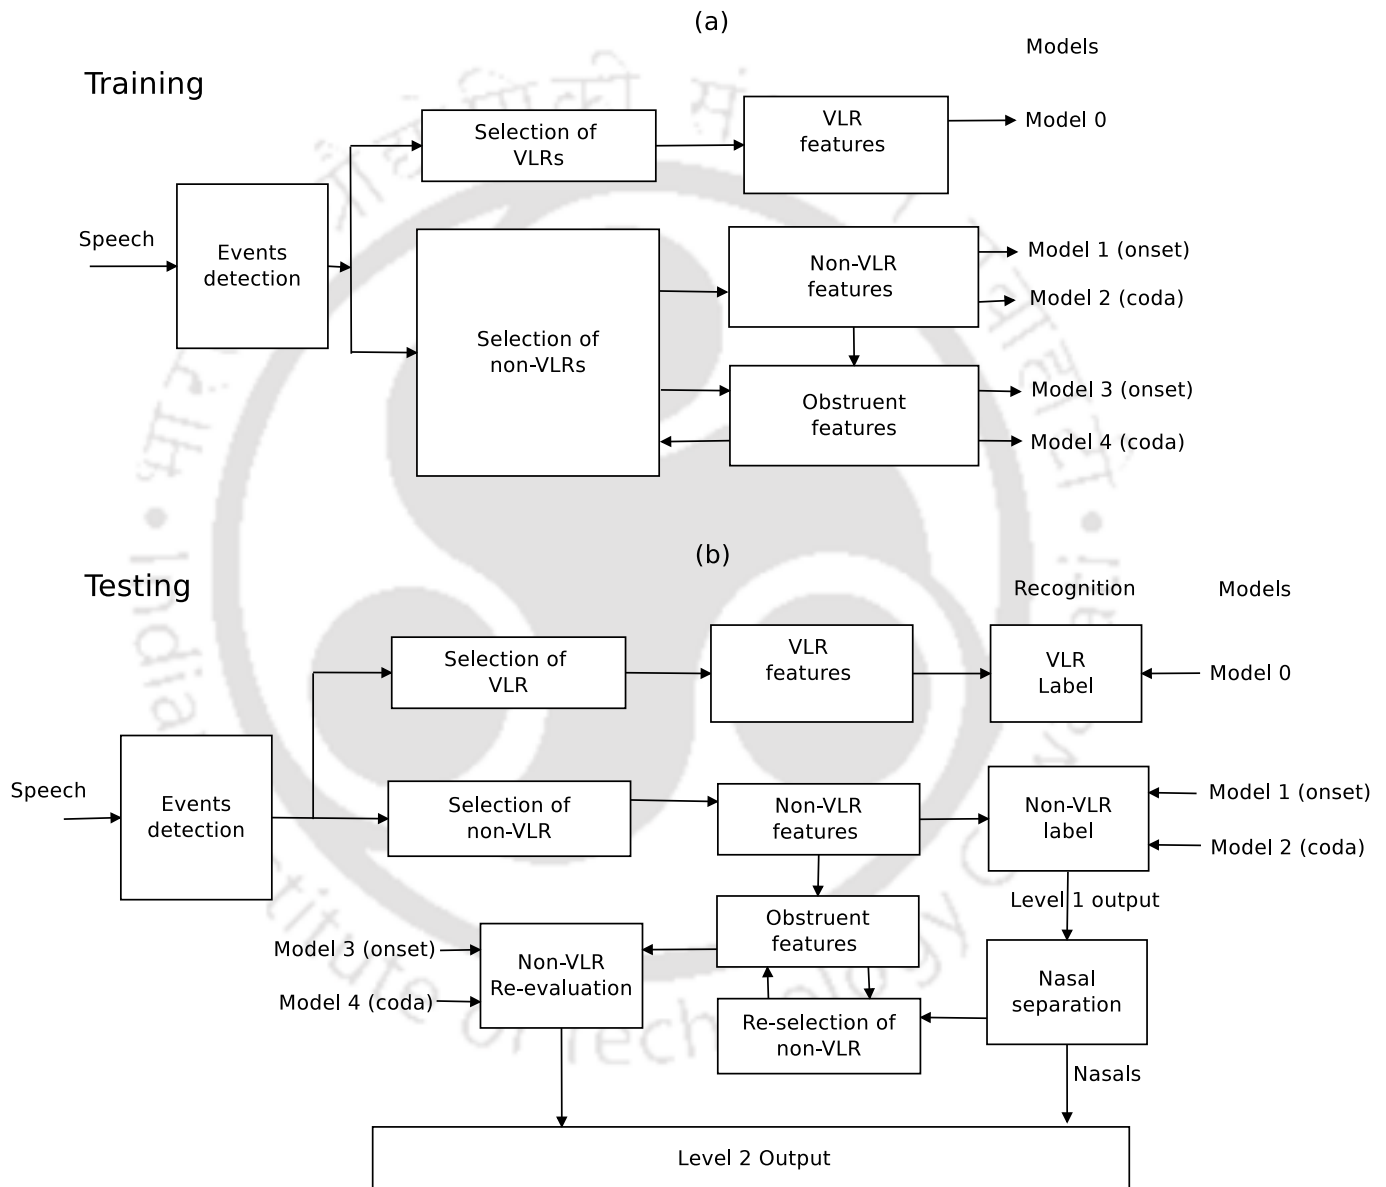 (a)
Models
Training
Selection of
VLRs
VLR
features
Model 0
Speech
Events
detection
Selection of
non-VLRs
Non-VLR
features
Model 1 (onset)
Model 2 (coda)
Obstruent
features
Model 3 (onset)
Model 4 (coda)
(b)
Testing
Recognition
Models
Selection of
VLR
VLR
features
VLR
Label
Model 0
Speech
Events
detection
Selection of
non-VLR
Non-VLR
features
Non-VLR
label
Model 1 (onset)
Model 2 (coda)
Level 1 output
Obstruent
features
Model 3 (onset)
Model 4 (coda)
Non-VLR
Re-evaluation
Re-selection of
non-VLR
Nasal
separation
Nasals
Level 2 Output